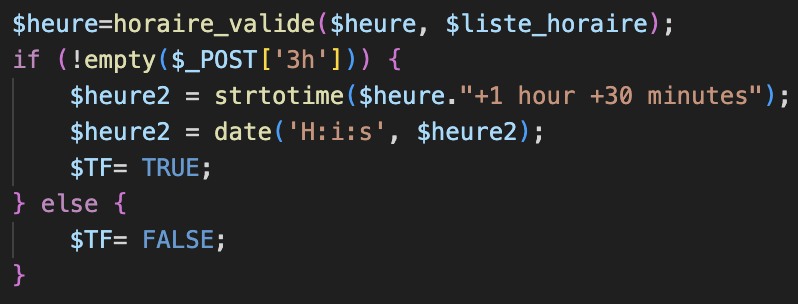 $heure=horaire_valide($heure, $liste_horaire);
if (!empty($_POST['3h'])) {
    $heure2 = strtotime($heure."+1 hour +30 minutes");
    $heure2 = date('H:i:s', $heure2);
    $TF= TRUE;
} else {
    $TF= FALSE;
}